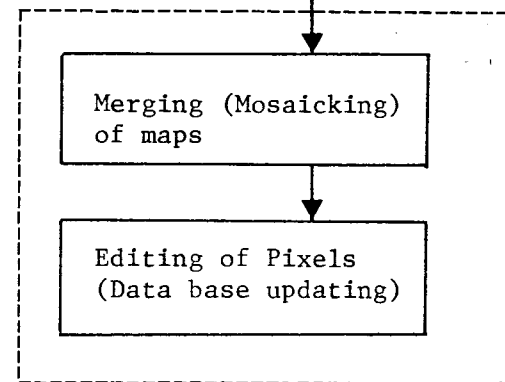 Merging (Mosaicking)
of maps
Editing of Pixels
(Data base updating)